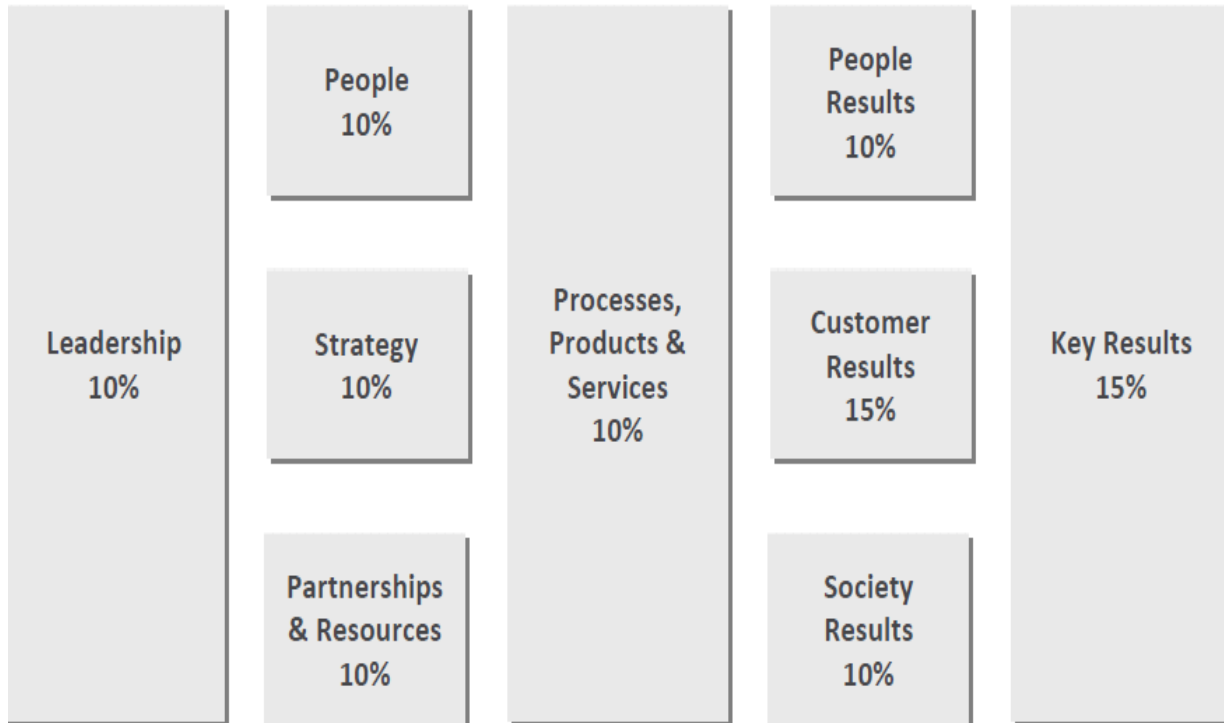 Leadership
10%
People
10%
Strategy
10%
Partnerships
& Resources
10%
Processes,
Products &
Services
10%
People
Results
10%
Customer
Results
15%
Society
Results
10%
Key Results
15%